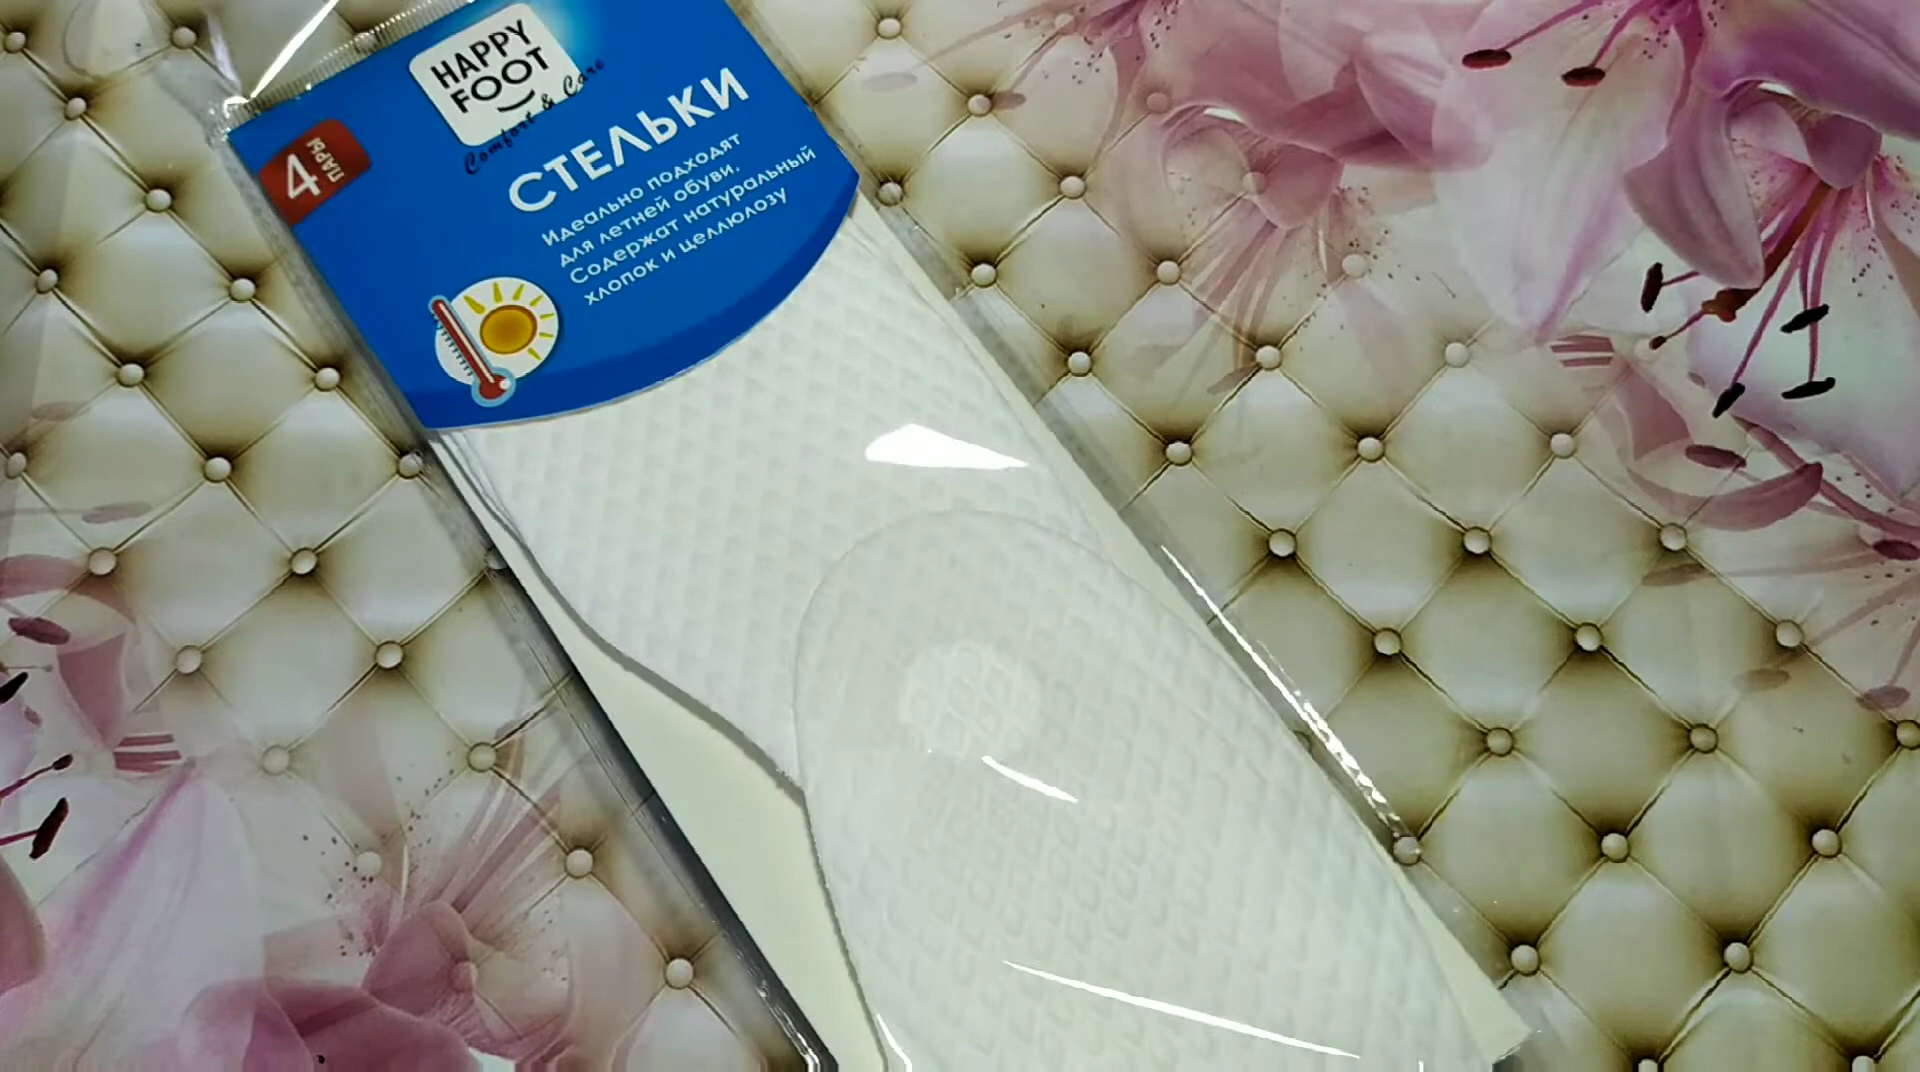 HAPPY
FOOT
Comfort & Care
4
ПАРЫ
СТЕЛЬКИ
Идеально подходят
для летней обуви.
Содержат натуральный
хлопок и целлюлозу